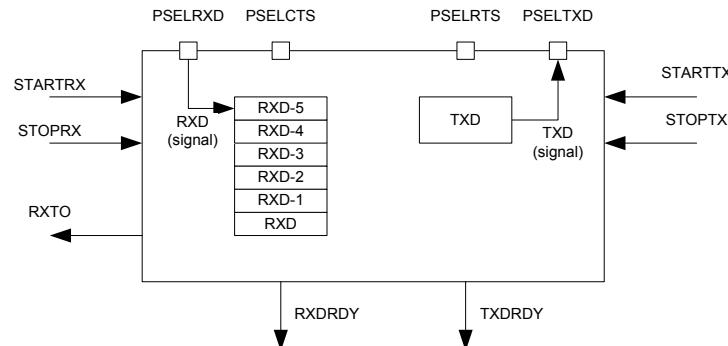 PSELRXD PSELCTS PSELRTS PSELTXD
STARTRX
STARTTX
STOPRX
STOPTX
RXD
(signal)
RXD-5
RXD-4
RXD-3
RXD-2
RXD-1
RXD
TXD
TXD
(signal)
RXTO
RXDRDY
TXDRDY